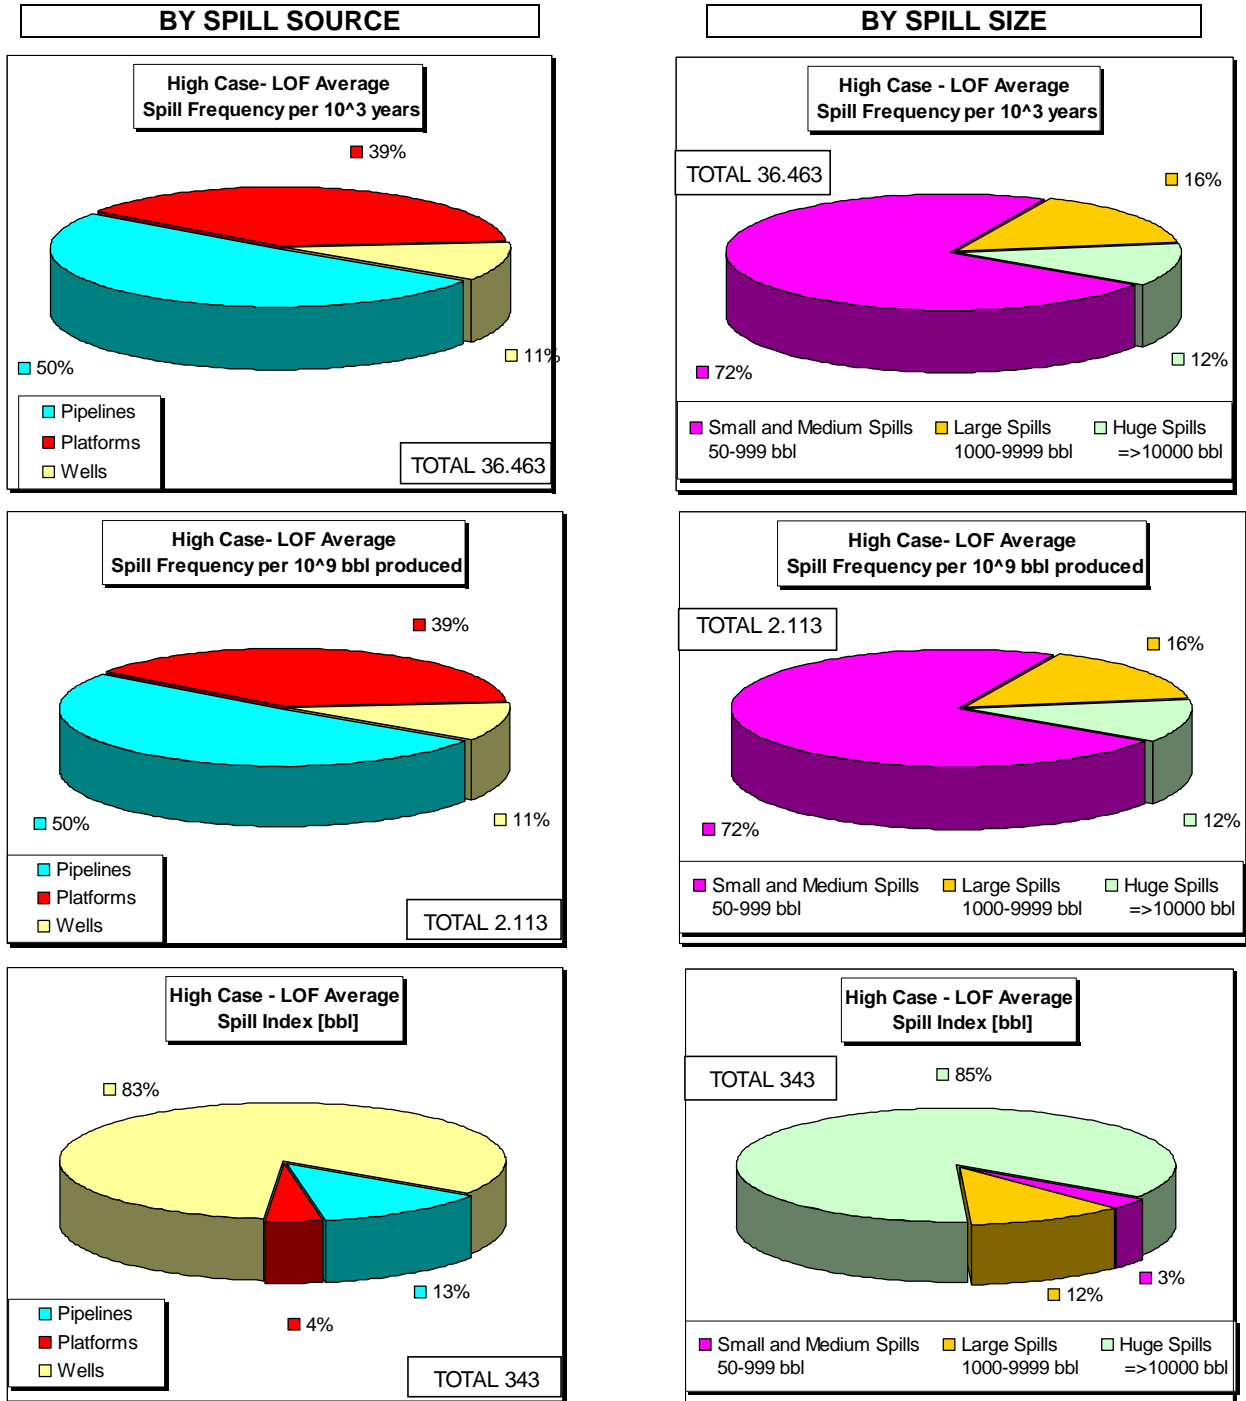 BY SPILL SOURCE
High Case- LOF Average
Spill Frequency per 10^3 years
39%
50%
11%
Pipelines
Platforms
Wells
TOTAL 36.463
High Case- LOF Average
Spill Frequency per 10^9 bbl produced
39%
50%
11%
Pipelines
Platforms
Wells
TOTAL 2.113
High Case - LOF Average
Spill Index [bbl]
83%
13%
4%
Pipelines
Platforms
Wells
TOTAL 343
BY SPILL SIZE
High Case - LOF Average
Spill Frequency per 10^3 years
TOTAL 36.463
16%
12%
72%
Small and Medium Spills
50-999 bbl
Large Spills
1000-9999 bbl
Huge Spills
=>10000 bbl
High Case - LOF Average
Spill Frequency per 10^9 bbl produced
TOTAL 2.113
16%
12%
72%
Small and Medium Spills
50-999 bbl
Large Spills
1000-9999 bbl
Huge Spills
=>10000 bbl
High Case - LOF Average
Spill Index [bbl]
TOTAL 343
85%
3%
12%
Small and Medium Spills
50-999 bbl
Large Spills
1000-9999 bbl
Huge Spills
=>10000 bbl